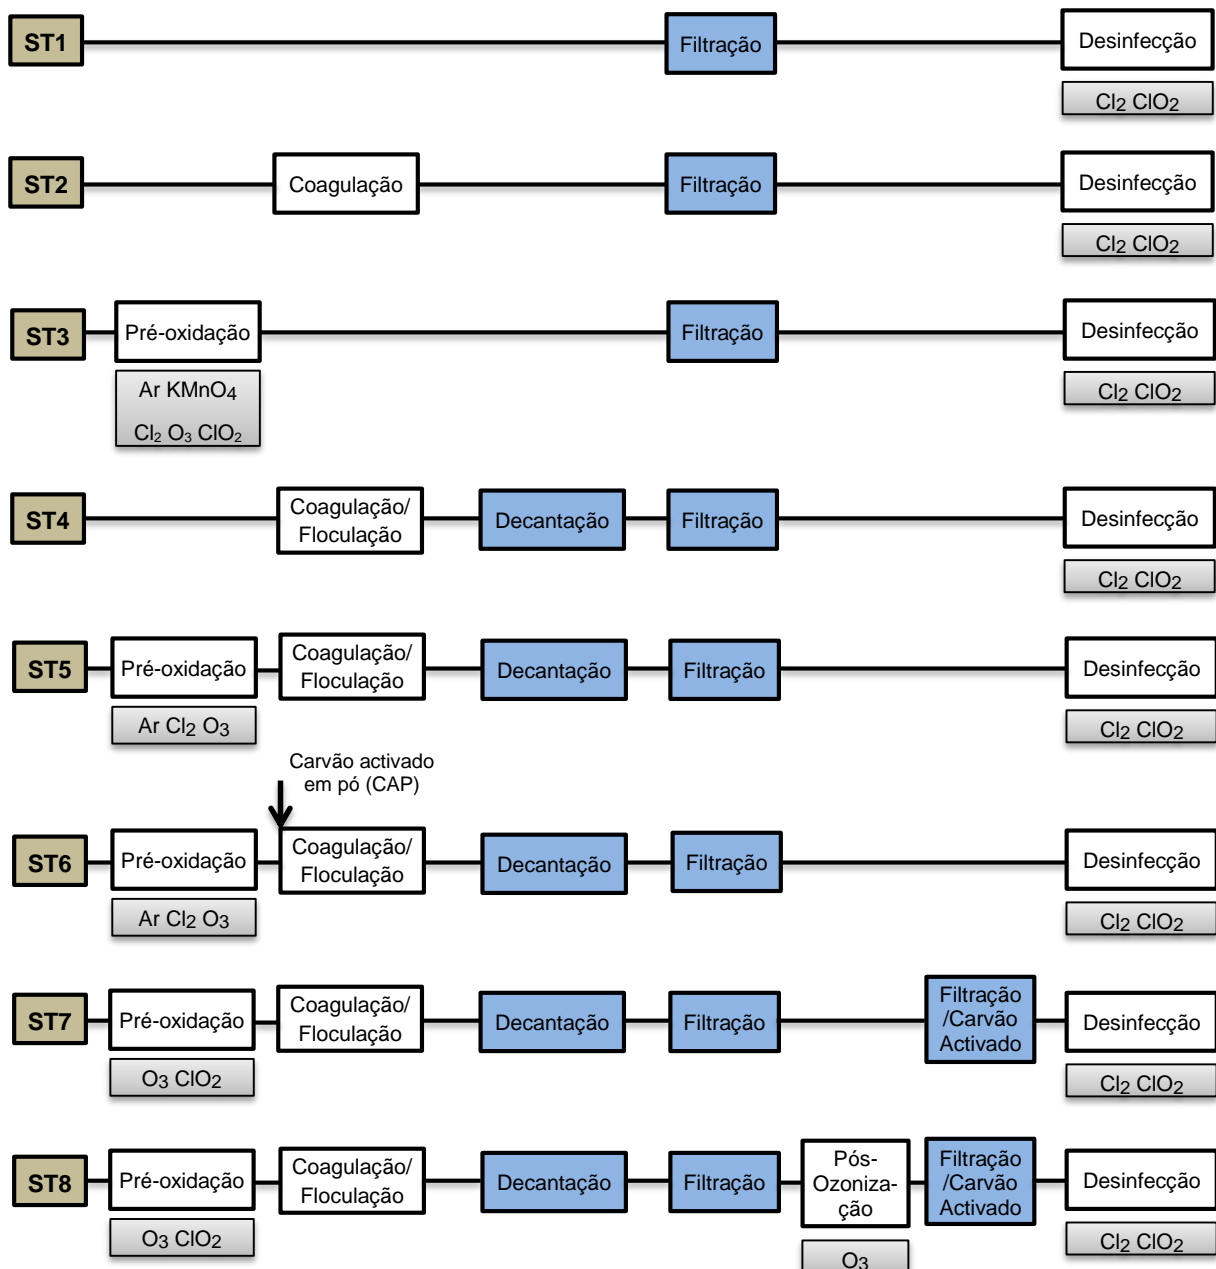 ST1
Filtração
Desinfecção
Cl2 ClO2
ST2
Coagulação
Filtração
Desinfecção
Cl2 ClO2
ST3
Pré-oxidação
Filtração
Desinfecção
Ar KMnO4
Cl2 O3 ClO2
Cl2 ClO2
ST4
Coagulação/
Floculação
Decantação
Filtração
Desinfecção
Cl2 ClO2
ST5
Pré-oxidação
Coagulação/
Floculação
Decantação
Filtração
Desinfecção
Ar Cl2 O3
Cl2 ClO2
Carvão activado
em pó (CAP)
ST6
Pré-oxidação
Coagulação/
Floculação
Decantação
Filtração
Desinfecção
Ar Cl2 O3
Cl2 ClO2
ST7
Pré-oxidação
Coagulação/
Floculação
Decantação
Filtração
Filtração
/Carvão
Activado
Desinfecção
O3 ClO2
Cl2 ClO2
ST8
Pré-oxidação
Coagulação/
Floculação
Decantação
Filtração
Pós-
Ozoniza-
ção
Filtração
/Carvão
Activado
Desinfecção
O3 ClO2
O3
Cl2 ClO2